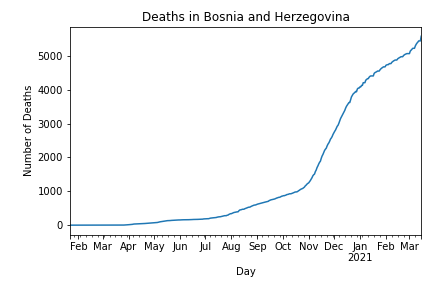 Deaths in Bosnia and Herzegovina
Number of Deaths
5000
4000
3000
2000
1000
0
Feb Mar Apr May Jun Jul Aug Sep Oct Nov Dec Jan Feb Mar
2021
Day